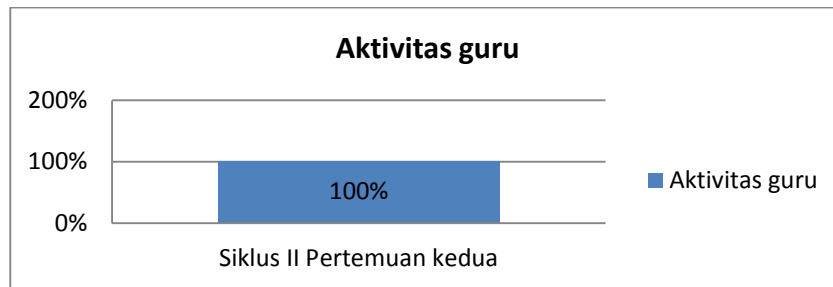 Aktivitas guru
200%
100%
0%
100%
Siklus II Pertemuan kedua
Aktivitas guru